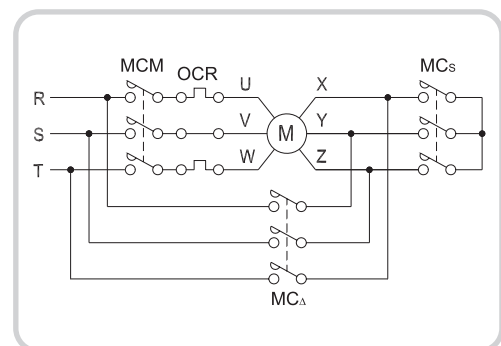 MCM OCR MCs
R U X
S V M Y
T W Z
MCΔ